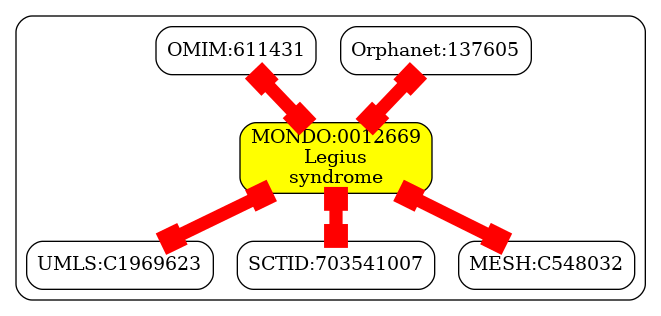 OMIM:611431
Orphanet:137605
MONDO:0012669
Legius
syndrome
UMLS:C1969623
SCTID:703541007
MESH:C548032